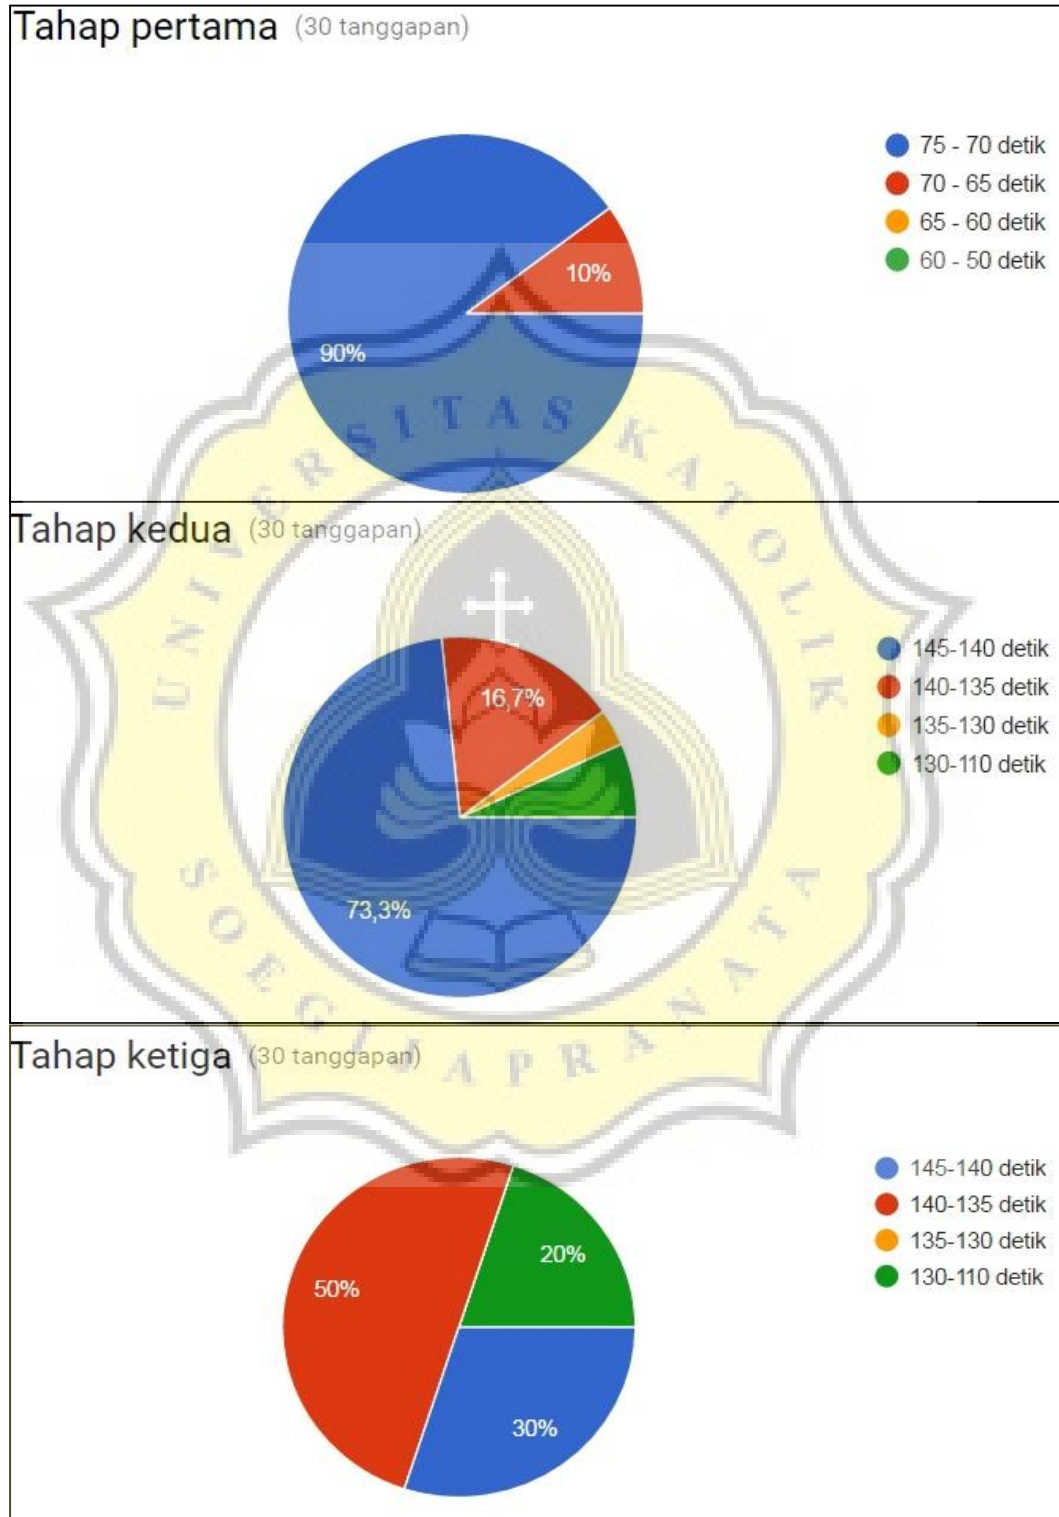 Tahap pertama (30 tanggapan)
75 - 70 detik
70 - 65 detik
65 - 60 detik
60 - 50 detik
10%
90%
UNIVERSITAS KATOLIK
Tahap kedua (30 tanggapan)
145-140 detik
140-135 detik
135-130 detik
130-110 detik
16,7%
73,3%
SOEGIJAPRANATA
Tahap ketiga (30 tanggapan)
145-140 detik
140-135 detik
135-130 detik
130-110 detik
20%
50%
30%